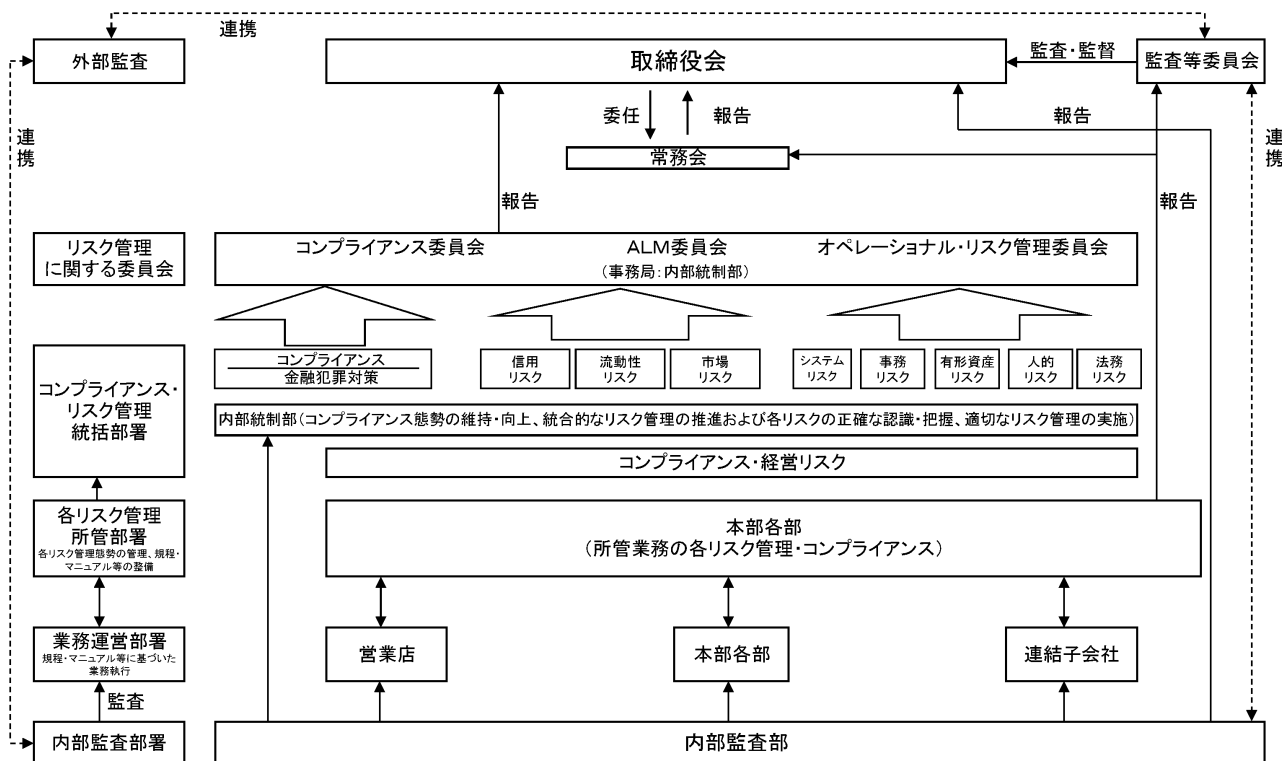 連携
外部監査
取締役会
監査・監督
監査等委員会
連携
委任
報告
報告
連携
常務会
報告
報告
リスク管理
に関する委員会
コンプライアンス委員会
ALM委員会
オペレーショナル・リスク管理委員会
(事務局:内部統制部)
コンプライアンス・
リスク管理
統括部署
コンプライアンス
金融犯罪対策
信用
リスク
流動性
リスク
市場
リスク
システム
リスク
事務
リスク
有形資産
リスク
人的
リスク
法務
リスク
内部統制部(コンプライアンス態勢の維持・向上、統合的なリスク管理の推進および各リスクの正確な認識・把握、適切なリスク管理の実施)
コンプライアンス・経営リスク
各リスク管理
所管部署
各リスク管理態勢の管理、規程・
マニュアル等の整備
本部各部
(所管業務の各リスク管理・コンプライアンス)
業務運営部署
規程・マニュアル等に基づいた
業務執行
営業店
本部各部
連結子会社
監査
内部監査部署
内部監査部